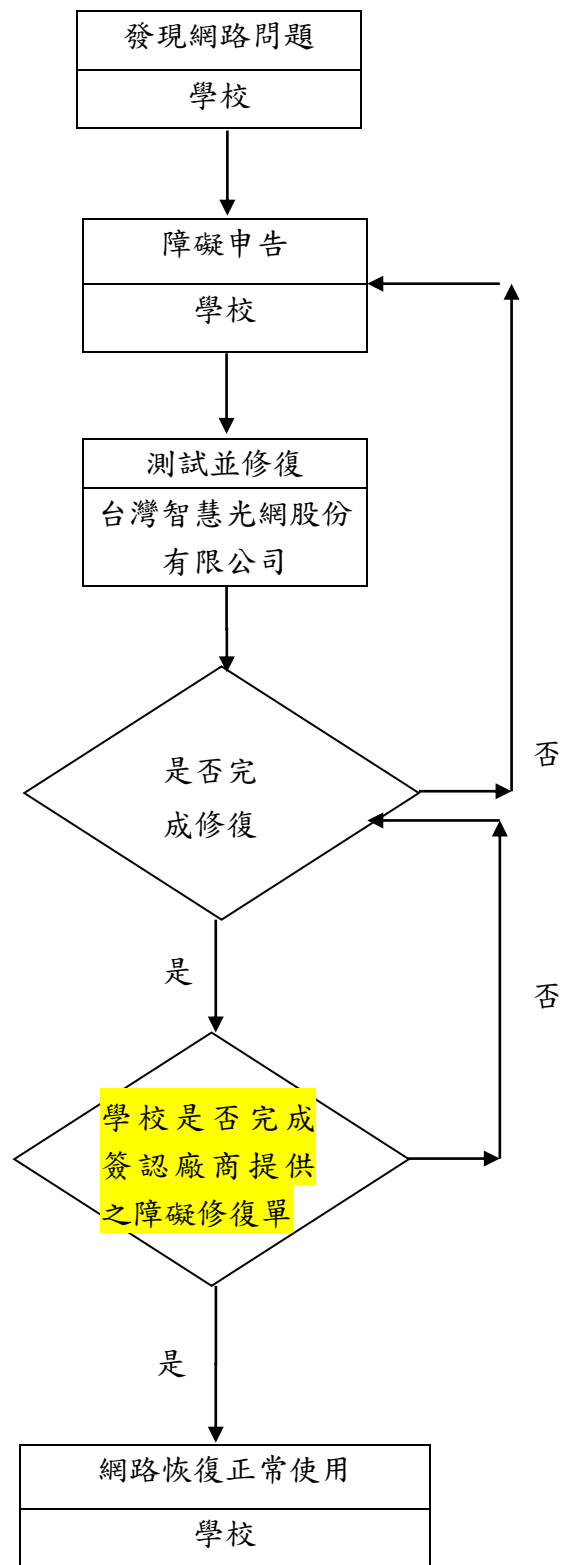 發現網路問題
學校
障礙申告
學校
測試並修復
台灣智慧光網股份
有限公司
是否完
成修復
否
是
否
學校是否完成
簽認廠商提供
之障礙修復單
是
網路恢復正常使用
學校